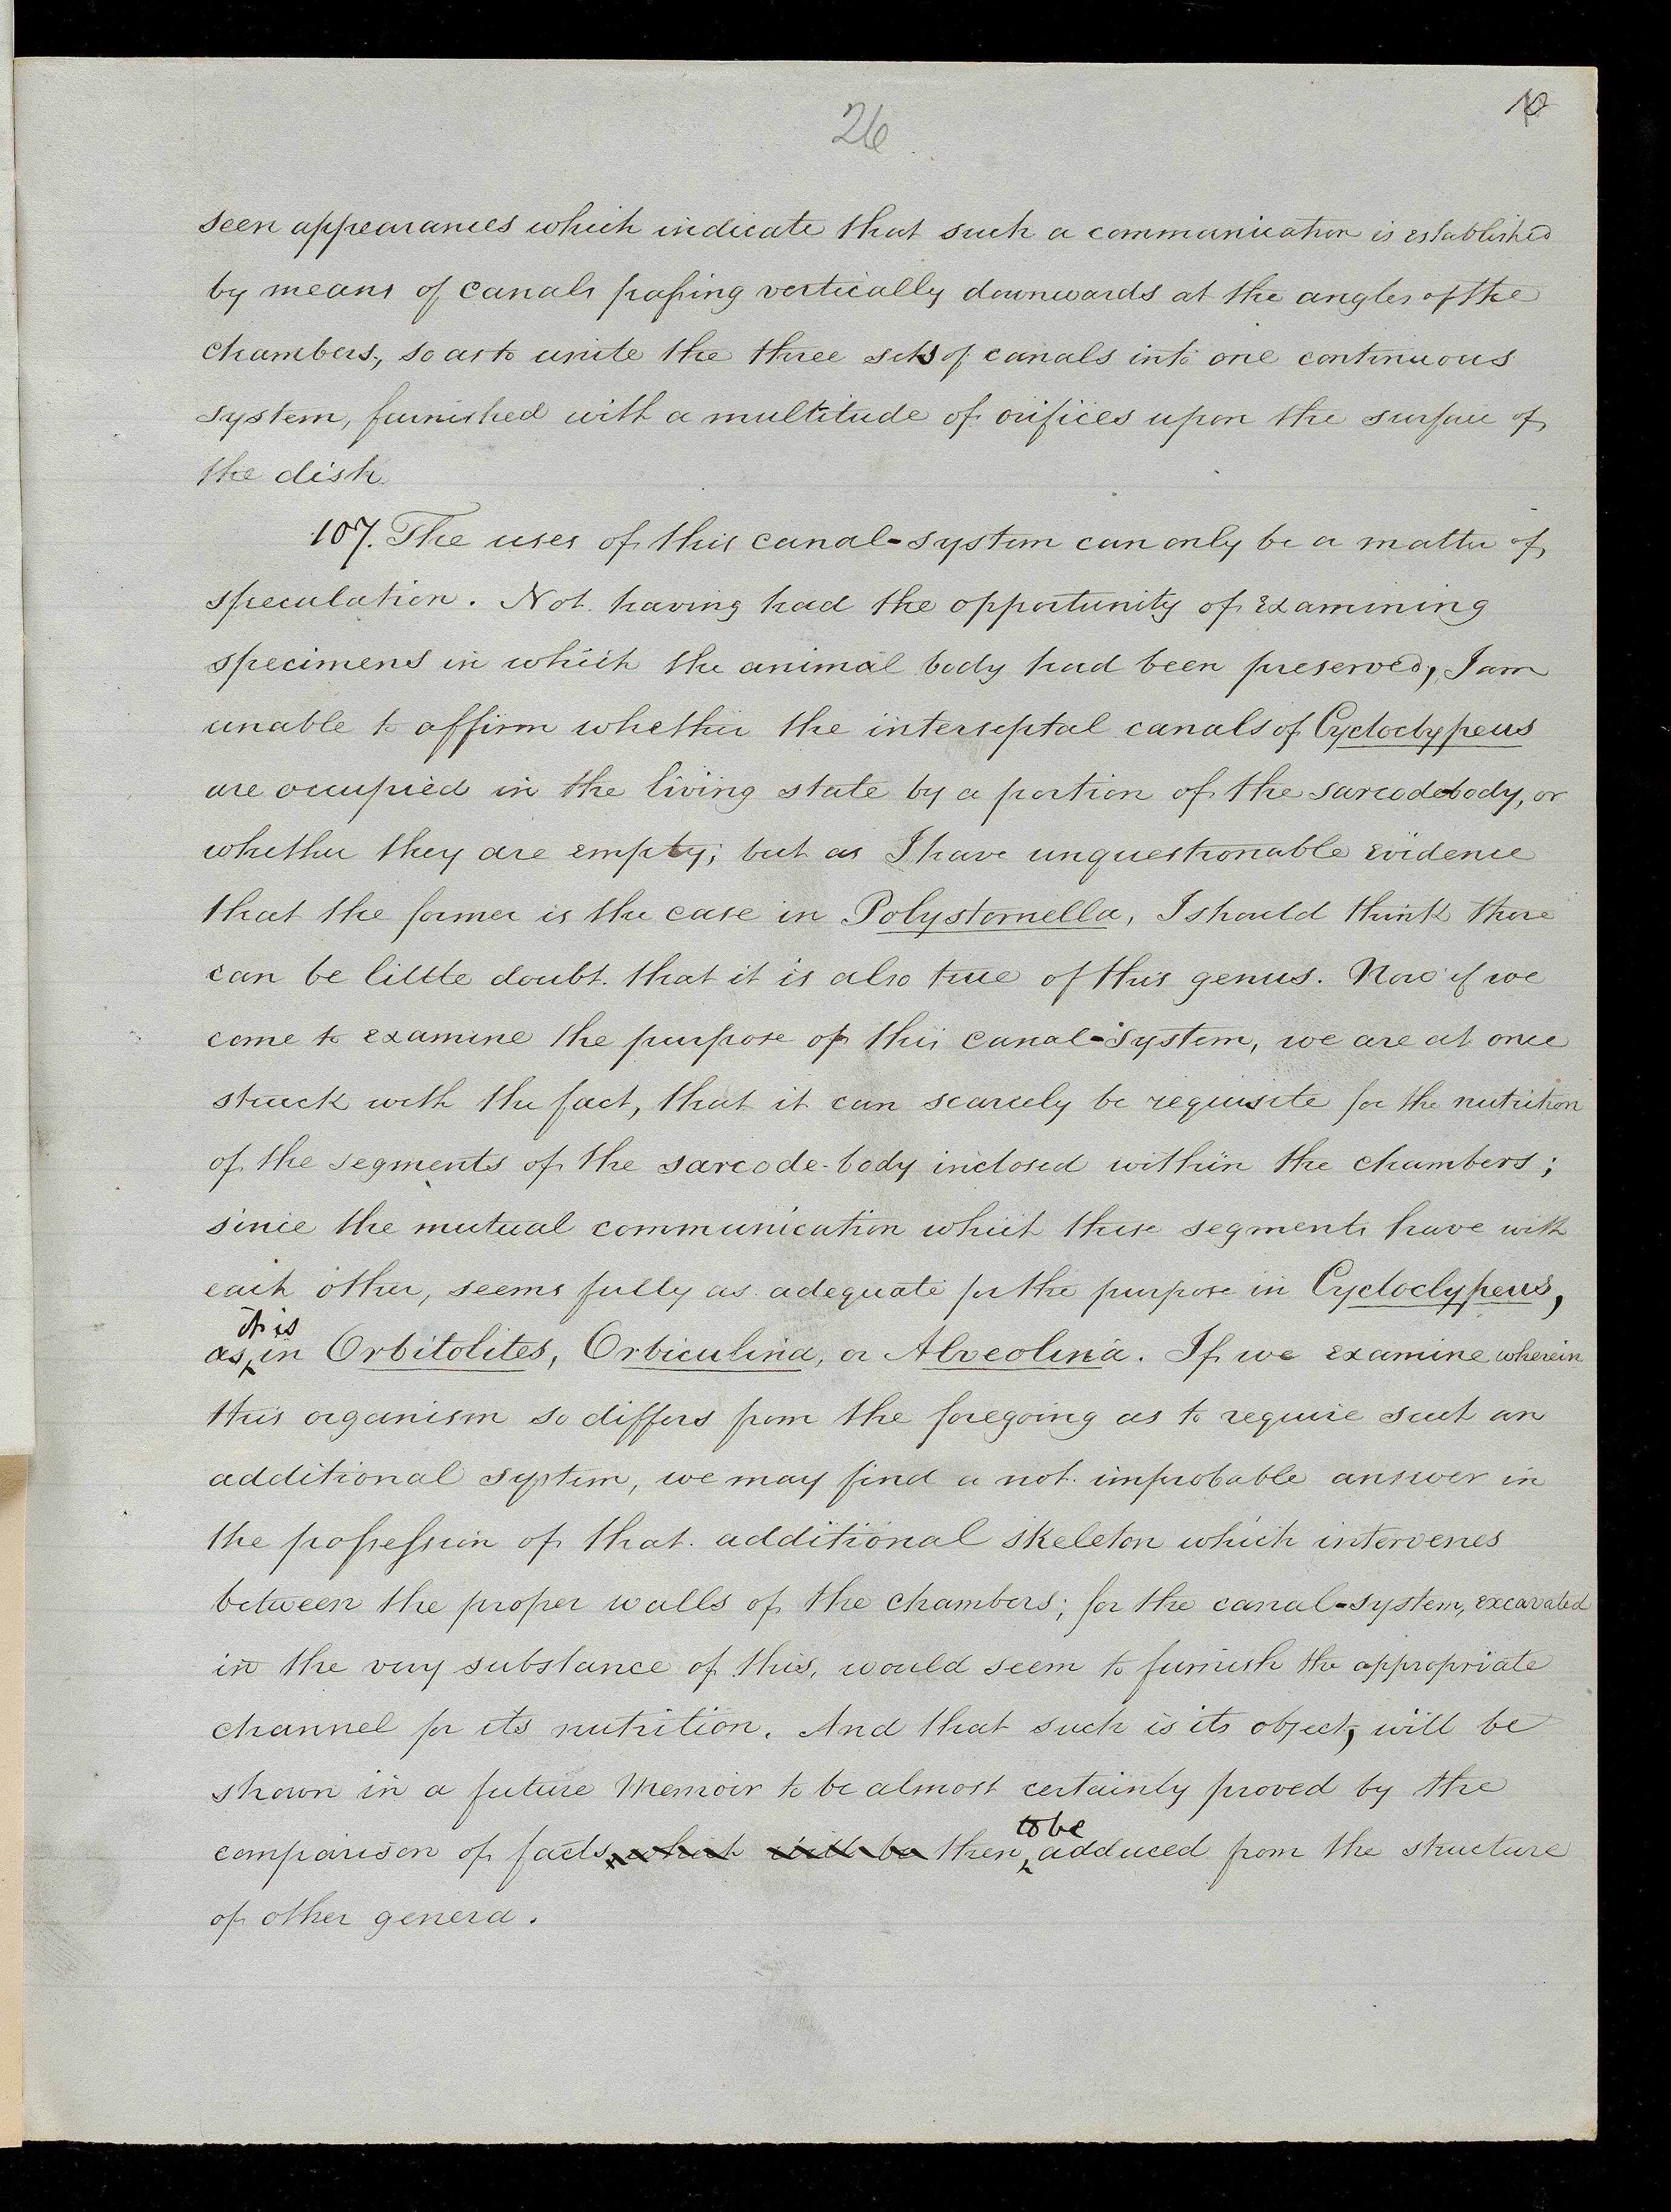 26
seen appearances which indicate that such a communication is established
by means of canals paſsing vertically downwards at the angles of the
chambers, so as to unite the three sets of canals into one continuous
system, furnished with a multitude of orifices upon the surface of
the disk.
107. The uses of this canal-system can only be a matter of
speculation. Not having had the opportunity of examining
specimens in which the animal body had been preserved, I am
unable to affirm whether the interseptal canals of Cycloclypeus
are occupied in the living state by a portion of the sarcode-body, or
whether they are empty; but as I have unquestionable evidence
that the former is the case in Polystomella, I should think there
can be little doubt that it is also true of this genus. Now if we
come to examine the purpose of this canal-system, we are at once
struck with the fact, that it can scarcely be requisite for the nutrition
of the segments of the sarcode-body inclosed within the chambers;
since the mutual communication which these segments have with
each other, seems fully as adequate for the purpose in Cycloclypeus,
as it is in Orbitolites, Orbiculina, or Alveolina. If we examine wherein
this organism so differs from the foregoing as to require such an
additional system, we may find a not improbable answer in
the poſseſsion of that additional skeleton which intervenes
between the proper walls of the chambers; for the canal-system, excavated
in the very substance of this, would seem to furnish the appropriate
channel for its nutrition. And that such is its object, will be
shown in a future Memoir to be almost certainly proved by the
comparison of facts which will be then to be adduced from the structure
of other genera.